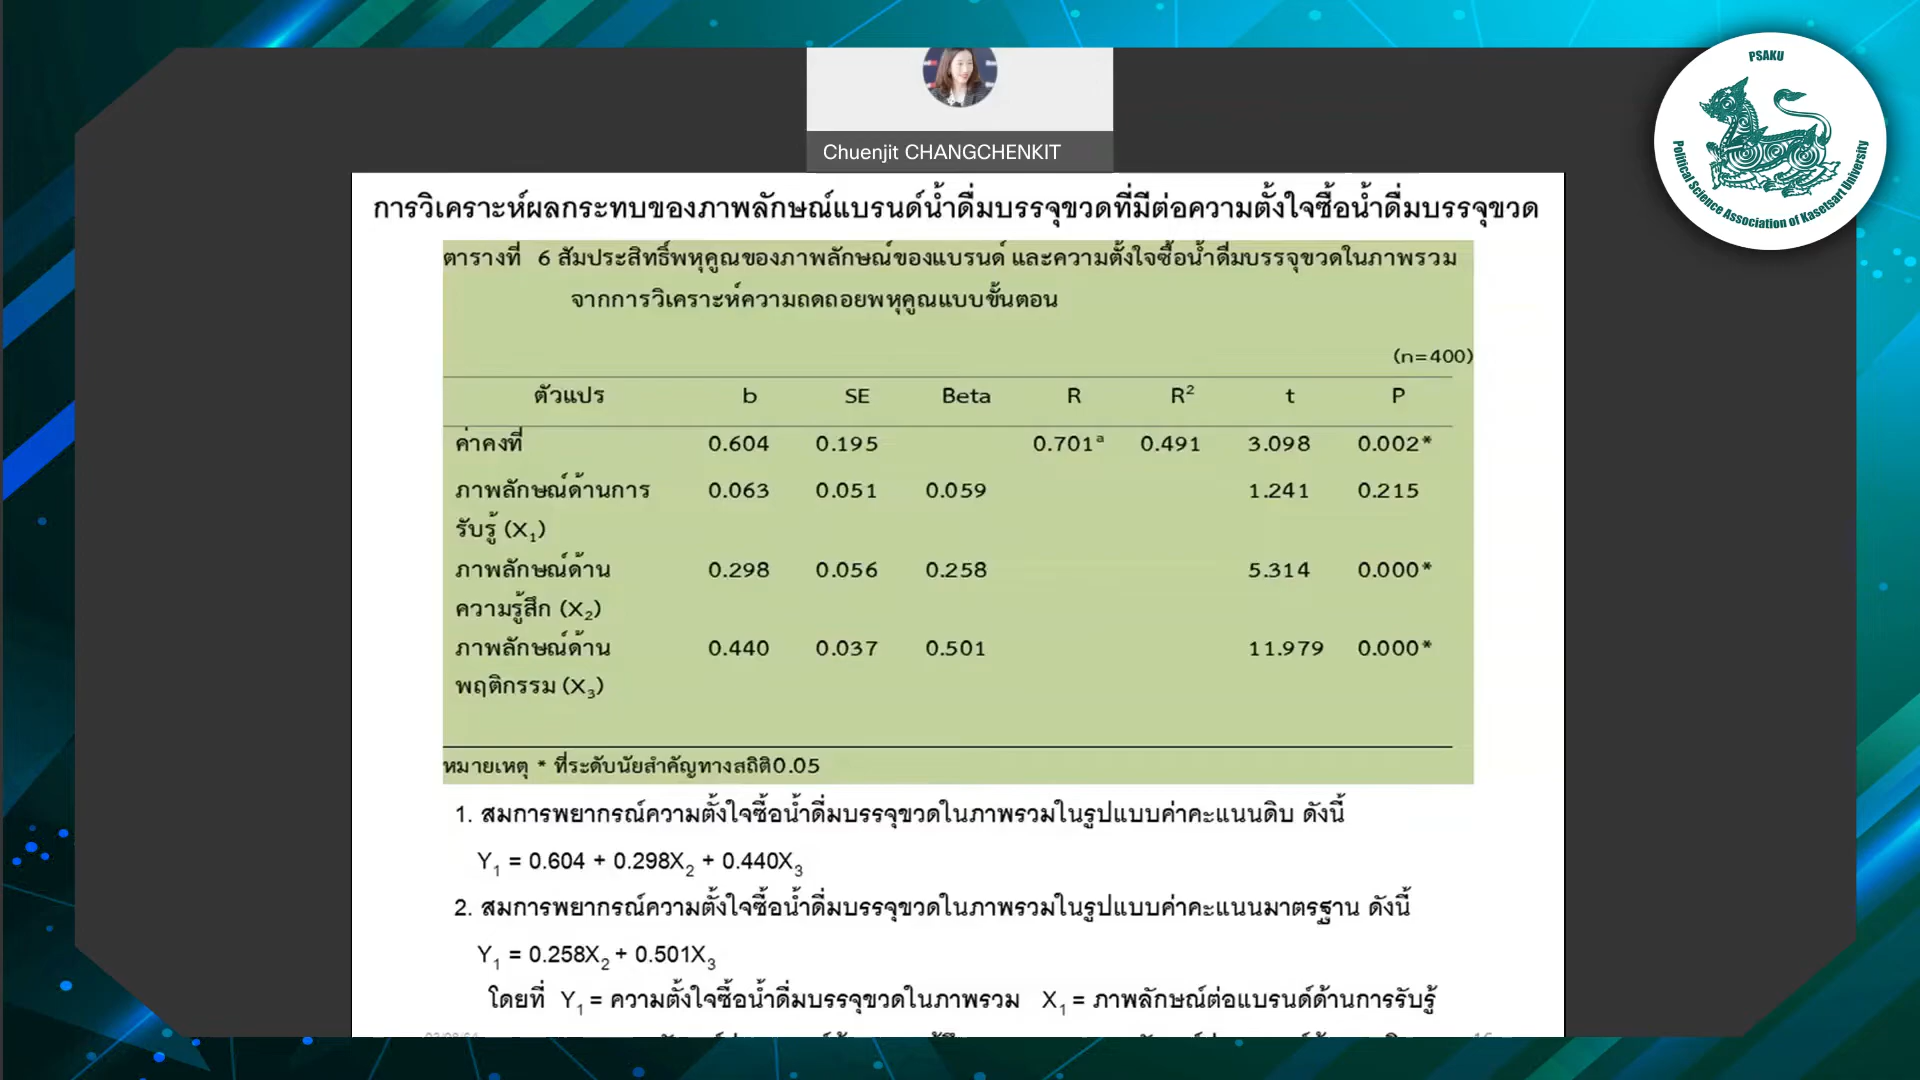 PSAKU
Political Science Association of Kasetsart University
Chuenjit CHANGCHENKIT
การวิเคราะห์ผลกระทบของภาพลักษณ์แบรนด์น้ำดื่มบรรจุขวดที่มีต่อความตั้งใจซื้อน้ำดื่มบรรจุขวด
ตารางที่ 6 สัมประสิทธิ์พหุคูณของภาพลักษณ์ของแบรนด์ และความตั้งใจซื้อน้ำดื่มบรรจุขวดในภาพรวม
จากการวิเคราะห์ความถดถอยพหุคูณแบบขั้นตอน
(n=400)
ตัวแปร b SE Beta R R² t P
ค่าคงที่ 0.604 0.195 0.701ª 0.491 3.098 0.002*
ภาพลักษณ์ด้านการ 0.063 0.051 0.059 1.241 0.215
รับรู้ (X₁)
ภาพลักษณ์ด้าน 0.298 0.056 0.258 5.314 0.000*
ความรู้สึก (X₂)
ภาพลักษณ์ด้าน 0.440 0.037 0.501 11.979 0.000*
พฤติกรรม (X₃)
หมายเหตุ * ที่ระดับนัยสำคัญทางสถิติ0.05
1. สมการพยากรณ์ความตั้งใจซื้อน้ำดื่มบรรจุขวดในภาพรวมในรูปแบบค่าคะแนนดิบ ดังนี้
Y₁ = 0.604 + 0.298X₂ + 0.440X₃
2. สมการพยากรณ์ความตั้งใจซื้อน้ำดื่มบรรจุขวดในภาพรวมในรูปแบบค่าคะแนนมาตรฐาน ดังนี้
Y₁ = 0.258X₂ + 0.501X₃
โดยที่ Y₁ = ความตั้งใจซื้อน้ำดื่มบรรจุขวดในภาพรวม X₁ = ภาพลักษณ์ต่อแบรนด์ด้านการรับรู้